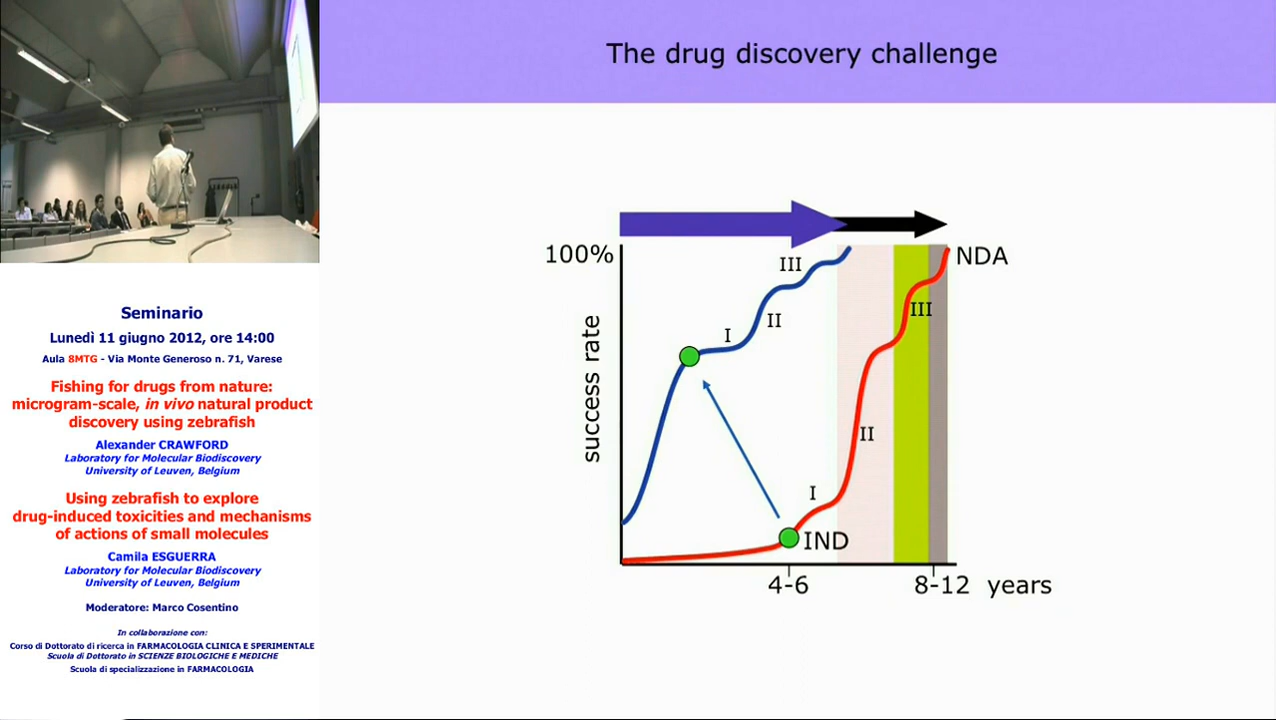 The drug discovery challenge
Seminario
Lunedì 11 giugno 2012, ore 14:00
Aula 8MTG - Via Monte Generoso n. 71, Varese
Fishing for drugs from nature:
microgram-scale, in vivo natural product
discovery using zebrafish
Alexander CRAWFORD
Laboratory for Molecular Biodiscovery
University of Leuven, Belgium
Using zebrafish to explore
drug-induced toxicities and mechanisms
of actions of small molecules
Camila ESGUERRA
Laboratory for Molecular Biodiscovery
University of Leuven, Belgium
Moderatore: Marco Cosentino
In collaborazione con:
Corso di Dottorato di ricerca in FARMACOLOGIA CLINICA E SPERIMENTALE
Scuola di Dottorato in SCIENZE BIOLOGICHE E MEDICHE
Scuola di specializzazione in FARMACOLOGIA
100%
success rate
III
II
I
NDA
III
II
I
IND
4-6
8-12 years